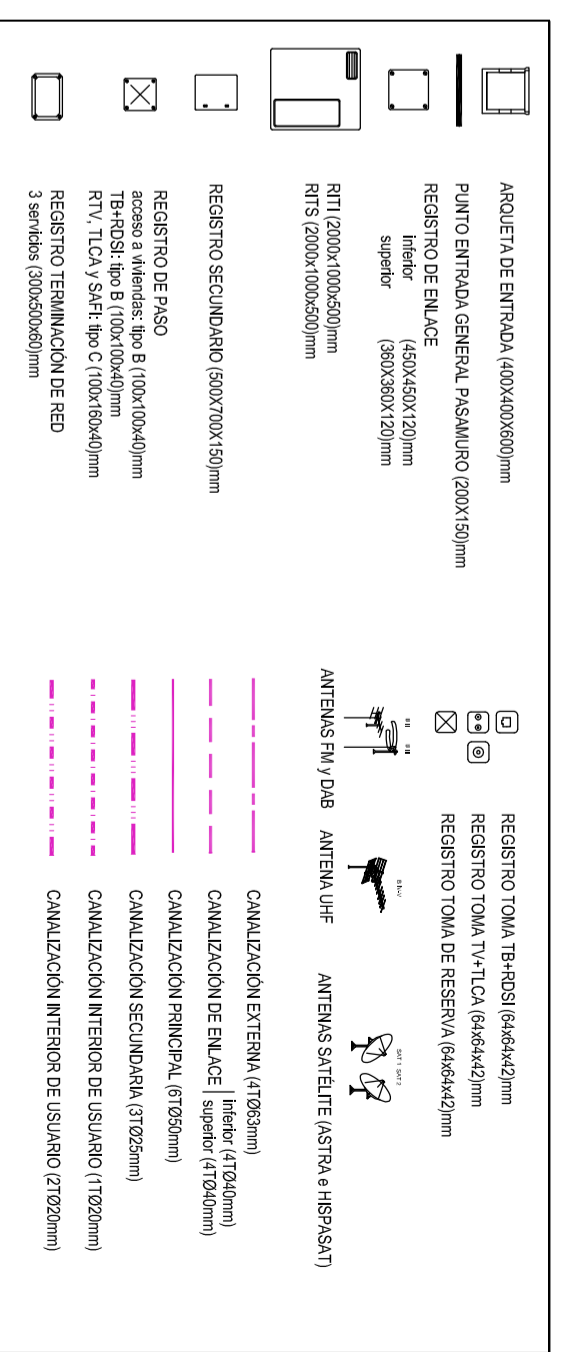 ARQUETA DE ENTRADA (400X400X600)mm
PUNTO ENTRADA GENERAL PASAMURO (200X150)mm
REGISTRO DE ENLACE
inferior (450X450X120)mm
superior (360X360X120)mm
RITI (2000x1000x500)mm
RITS (2000x1000x500)mm
REGISTRO SECUNDARIO (500X700X150)mm
REGISTRO DE PASO
acceso a viviendas: tipo B (100x100x40)mm
TB+RDSI: tipo B (100x100x40)mm
RTV, TLCA y SAFI: tipo C (100x160x40)mm
REGISTRO TERMINACIÓN DE RED
3 servicios (300x500x60)mm
REGISTRO TOMA TB+RDSI (64x64x42)mm
REGISTRO TOMA TV+TLCA (64x64x42)mm
REGISTRO TOMA DE RESERVA (64x64x42)mm
SAT 1 SAT 2
ANTENAS FM y DAB ANTENA UHF ANTENAS SATÉLITE (ASTRA e HISPASAT)
CANALIZACIÓN EXTERNA (4TØ63mm)
CANALIZACIÓN DE ENLACE inferior (4TØ40mm)
superior (4TØ40mm)
CANALIZACIÓN PRINCIPAL (6TØ50mm)
CANALIZACIÓN SECUNDARIA (3TØ25mm)
CANALIZACIÓN INTERIOR DE USUARIO (1TØ20mm)
CANALIZACIÓN INTERIOR DE USUARIO (2TØ20mm)